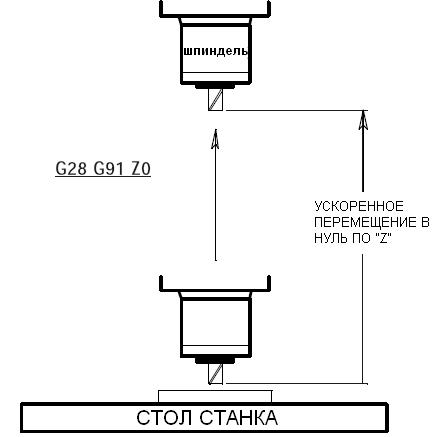 шпиндель
G28 G91 Z0
УСКОРЕННОЕ
ПЕРЕМЕЩЕНИЕ В
НУЛЬ ПО "Z"
СТОЛ СТАНКА